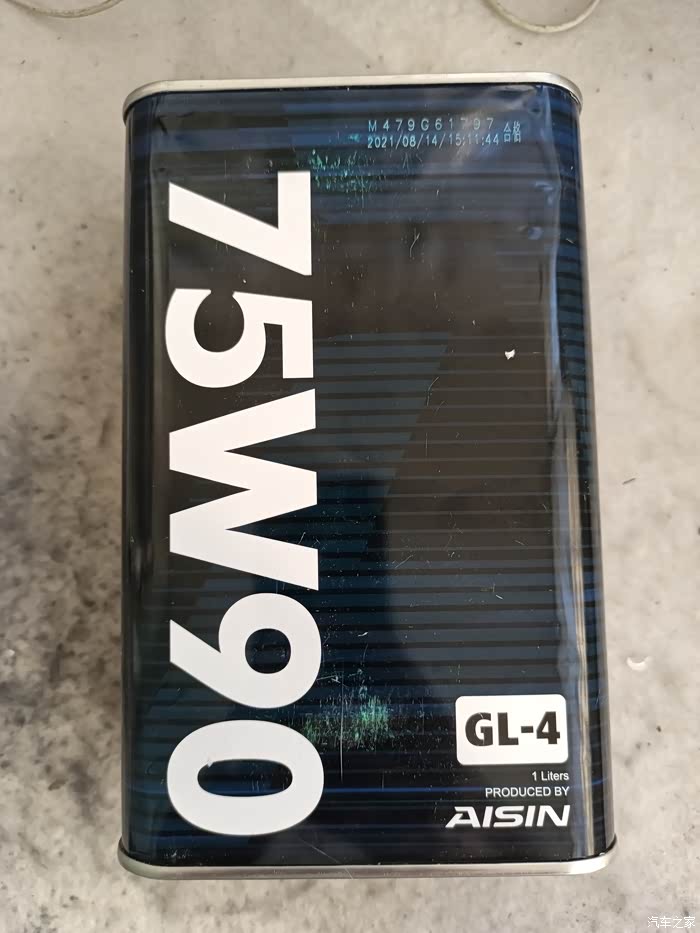 M479G61797
2021/08/14/15:11:44
75W90
GL-4
1 Liters
PRODUCED BY
AISIN
汽车之家